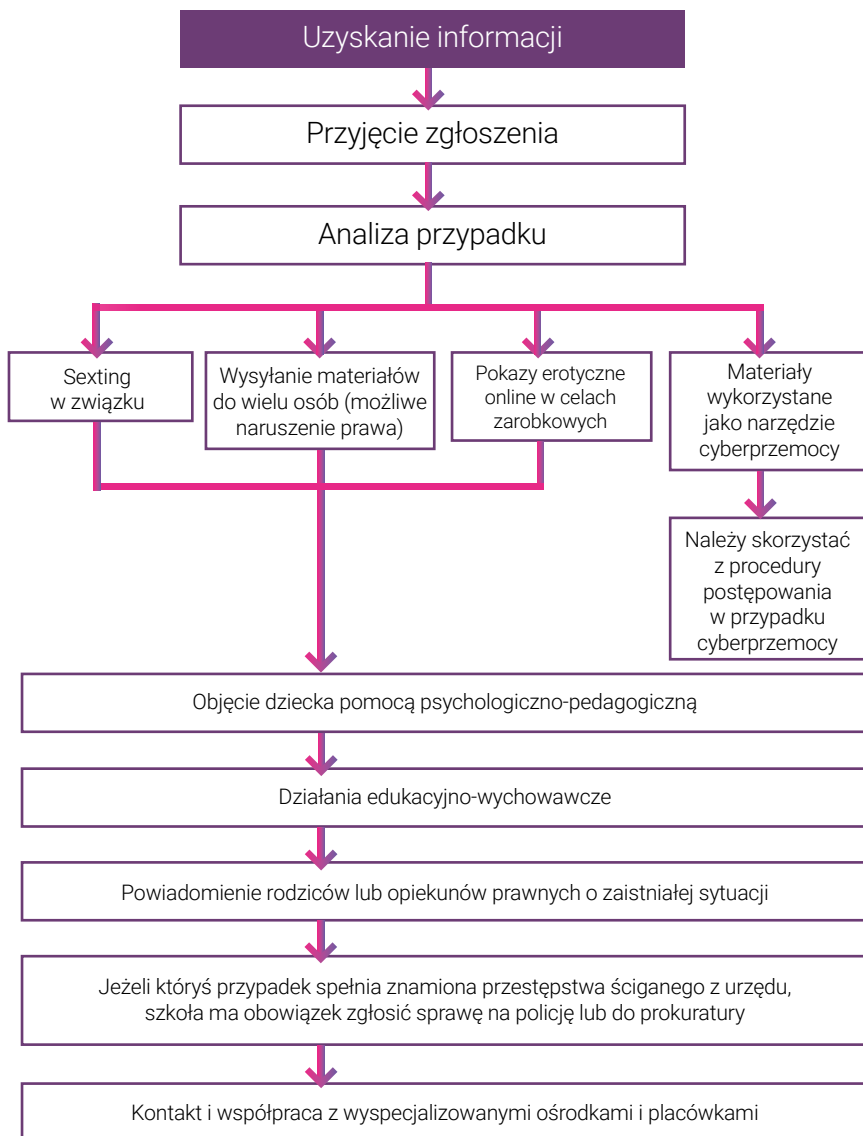 Uzyskanie informacji
Przyjęcie zgłoszenia
Analiza przypadku
Sexting
w związku
Wysyłanie materiałów
do wielu osób (możliwe
naruszenie prawa)
Pokazy erotyczne
online w celach
zarobkowych
Materiały
wykorzystane
jako narzędzie
cyberprzemocy
Należy skorzystać
z procedury
postępowania
w przypadku
cyberprzemocy
Objęcie dziecka pomocą psychologiczno-pedagogiczną
Działania edukacyjno-wychowawcze
Powiadomienie rodziców lub opiekunów prawnych o zaistniałej sytuacji
Jeżeli któryś przypadek spełnia znamiona przestępstwa ściganego z urzędu,
szkoła ma obowiązek zgłosić sprawę na policję lub do prokuratury
Kontakt i współpraca z wyspecjalizowanymi ośrodkami i placówkami